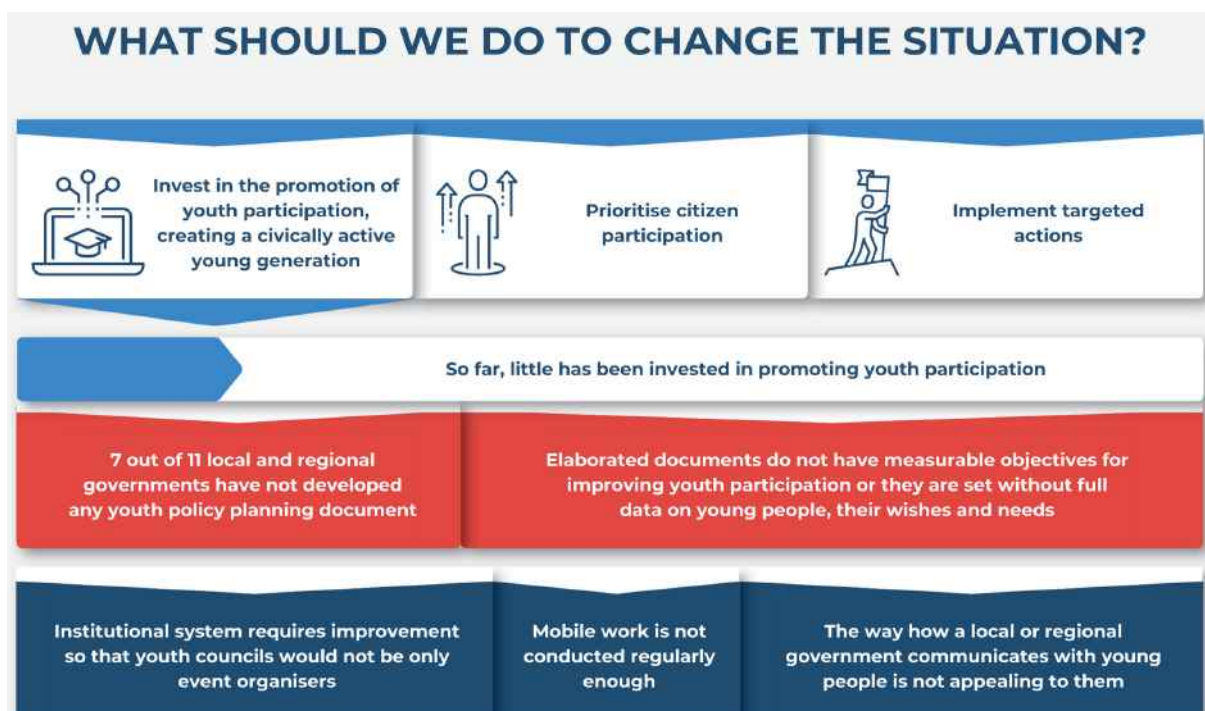 WHAT SHOULD WE DO TO CHANGE THE SITUATION?
Invest in the promotion of
youth participation,
creating a civically active
young generation
Prioritise citizen
participation
Implement targeted
actions
So far, little has been invested in promoting youth participation
7 out of 11 local and regional
governments have not developed
any youth policy planning document
Elaborated documents do not have measurable objectives for
improving youth participation or they are set without full
data on young people, their wishes and needs
Institutional system requires improvement
so that youth councils would not be only
event organisers
Mobile work is not
conducted regularly
enough
The way how a local or regional
government communicates with young
people is not appealing to them